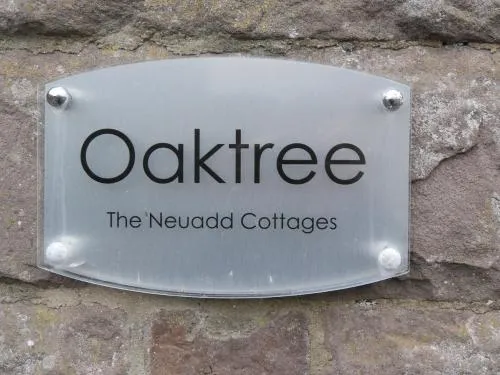 Oaktree
The Neuadd Cottages